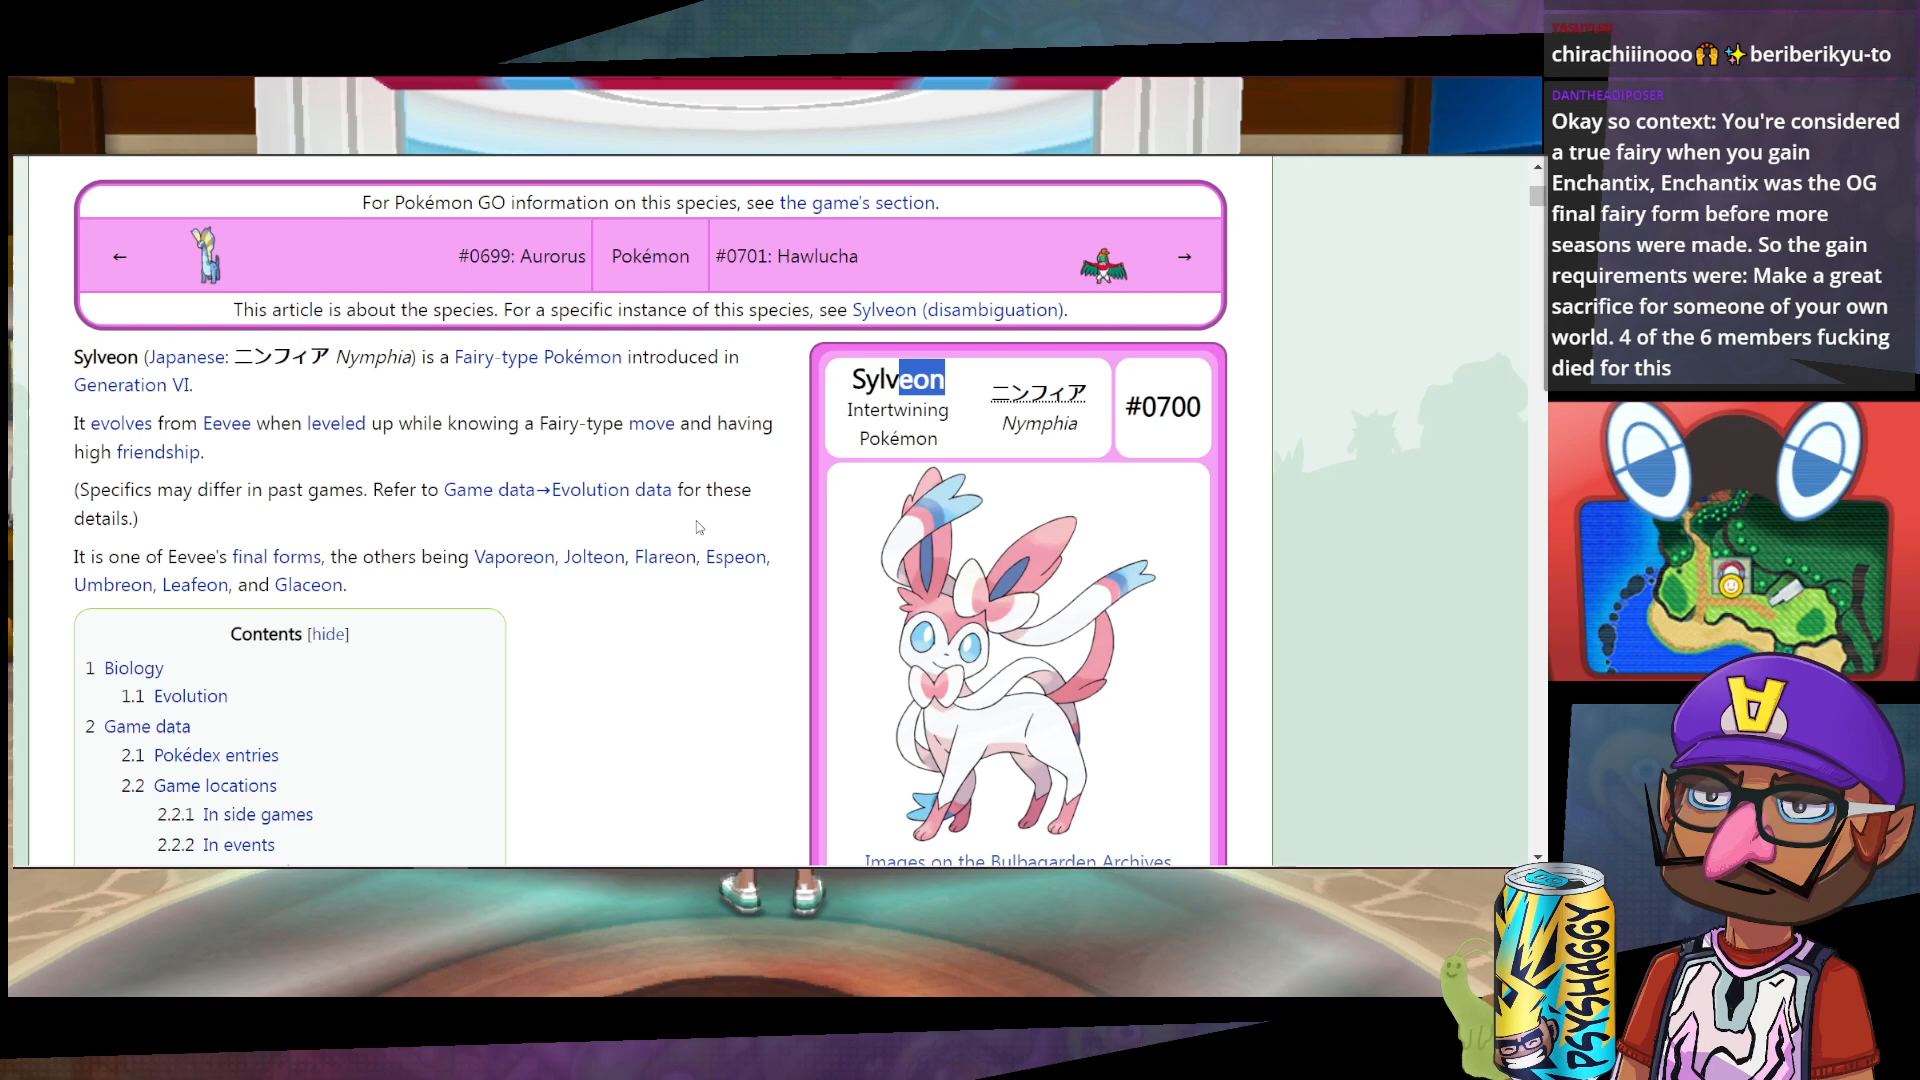 For Pokémon GO information on this species, see the game's section.
← #0699: Aurorus Pokémon #0701: Hawlucha →
This article is about the species. For a specific instance of this species, see Sylveon (disambiguation).
Sylveon (Japanese: ニンフィア Nymphia) is a Fairy-type Pokémon introduced in
Generation VI.
It evolves from Eevee when leveled up while knowing a Fairy-type move and having
high friendship.
(Specifics may differ in past games. Refer to Game data→Evolution data for these
details.)
It is one of Eevee's final forms, the others being Vaporeon, Jolteon, Flareon, Espeon,
Umbreon, Leafeon, and Glaceon.
Contents [hide]
1 Biology
1.1 Evolution
2 Game data
2.1 Pokédex entries
2.2 Game locations
2.2.1 In side games
2.2.2 In events
Sylveon
Intertwining
Pokémon
ニンフィア
Nymphia
#0700
Images on the Bulbagarden Archives
chirachiiinooo🙌✨beriberikyu-to
DANTHEADIPOSER
Okay so context: You're considered
a true fairy when you gain
Enchantix, Enchantix was the OG
final fairy form before more
seasons were made. So the gain
requirements were: Make a great
sacrifice for someone of your own
world. 4 of the 6 members fucking
died for this
PSYSHAGGY